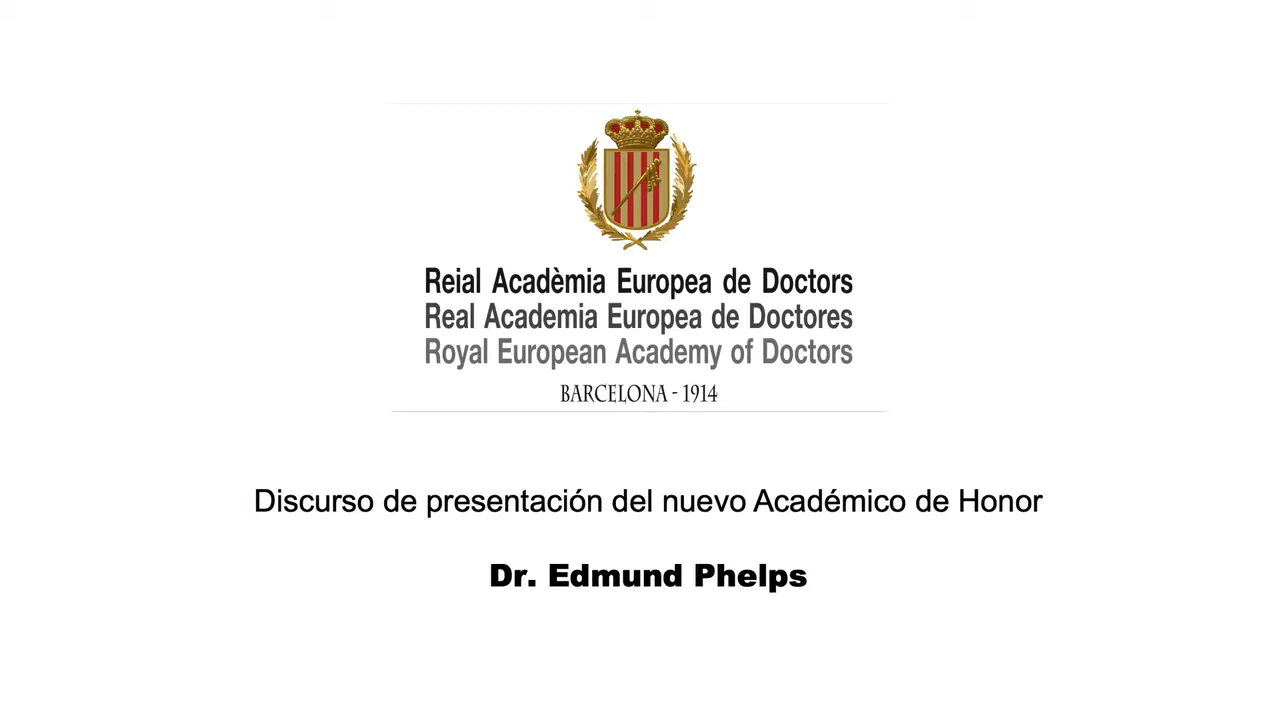 Reial Acadèmia Europea de Doctors
Real Academia Europea de Doctores
Royal European Academy of Doctors
BARCELONA - 1914
Discurso de presentación del nuevo Académico de Honor
Dr. Edmund Phelps